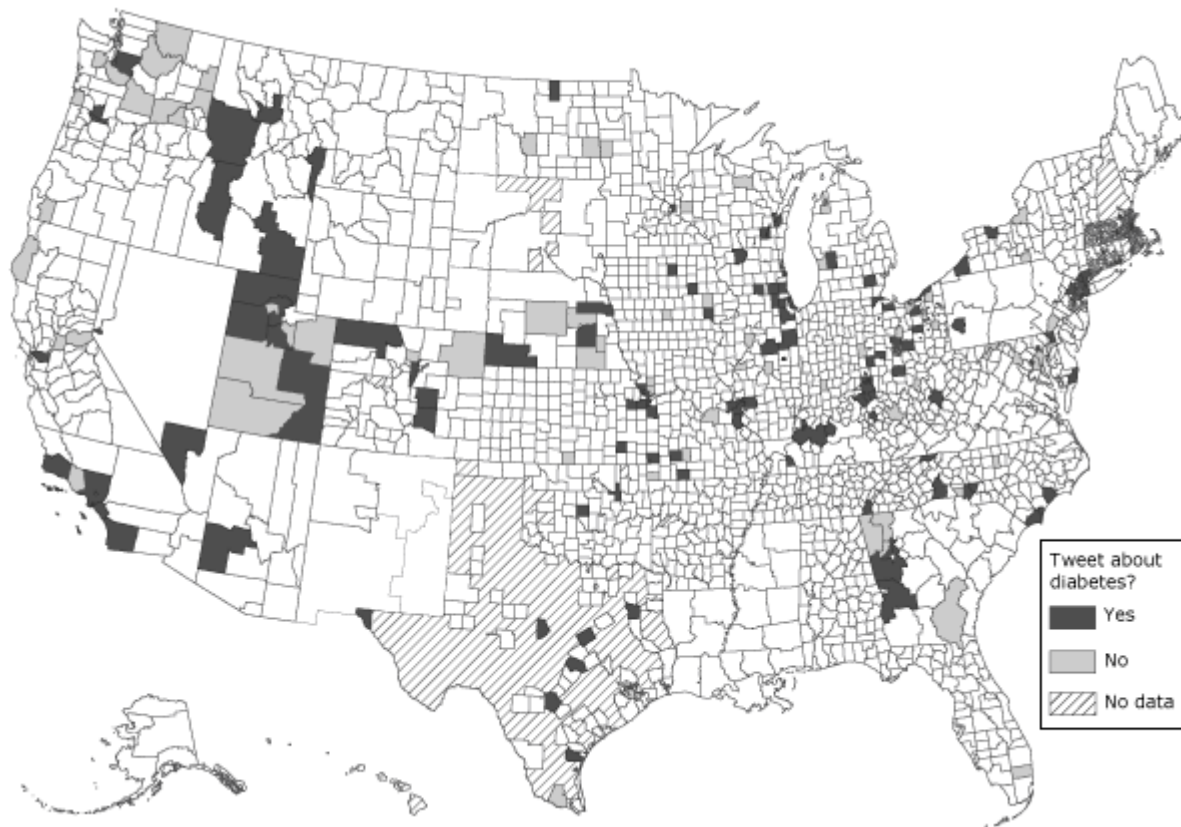 Tweet about
diabetes?
Yes
No
No data